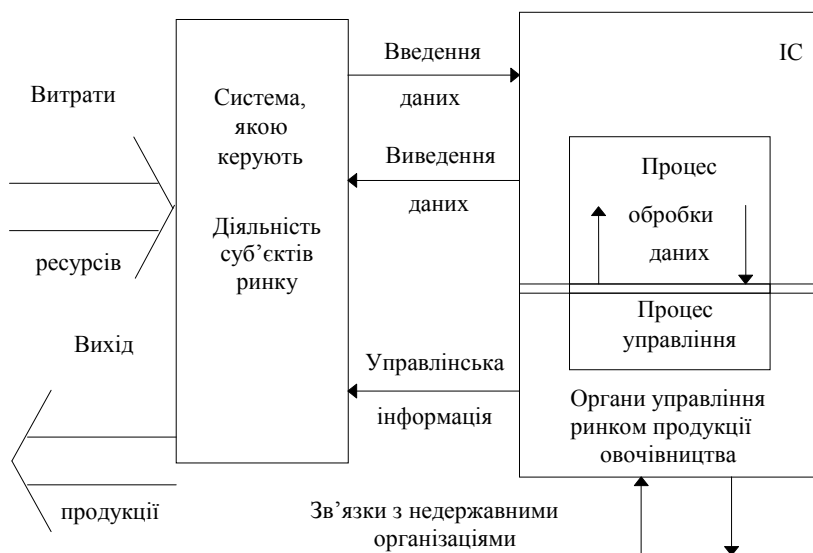 Витрати
ресурсів
Вихід
продукції
Система,
якою
керують
Діяльність
суб’єктів
ринку
Введення
даних
Виведення
даних
Управлінська
інформація
ІС
Процес
обробки
даних
Процес
управління
Органи управління
ринком продукції
овочівництва
Зв’язки з недержавними
організаціями